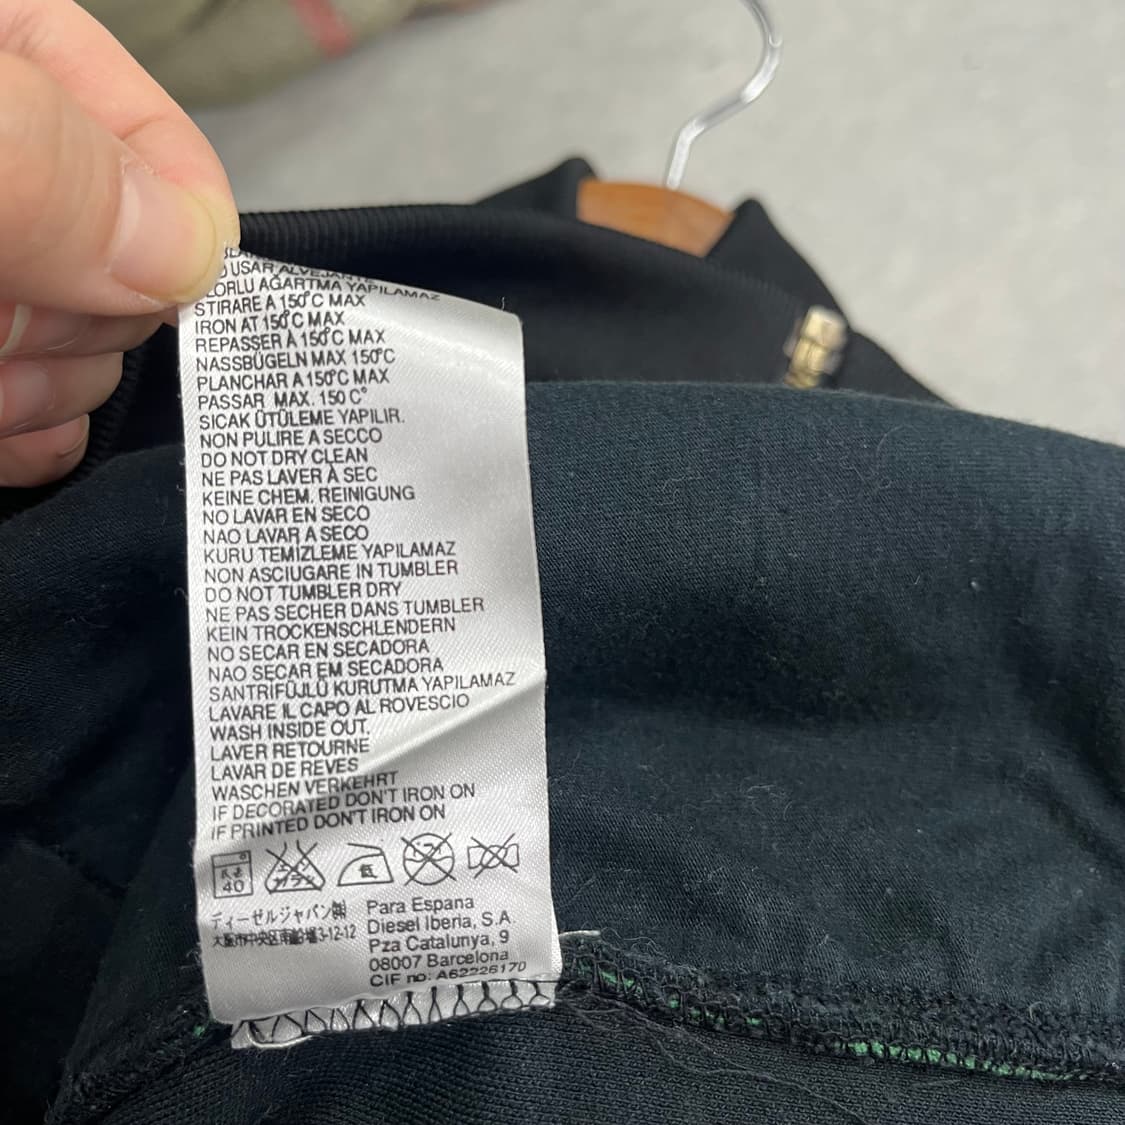 USAR ALVEJANTE
ORLU AĞARTMA YAPILAMAZ
STIRARE A 150°C MAX
IRON AT 150°C MAX
REPASSER À 150°C MAX
NASSBÜGELN MAX 150°C
PLANCHAR A 150°C MAX
PASSAR MAX. 150 C°
SICAK ÜTÜLEME YAPILIR.
NON PULIRE A SECCO
DO NOT DRY CLEAN
NE PAS LAVER À SEC
KEINE CHEM. REINIGUNG
NO LAVAR EN SECO
NAO LAVAR A SECO
KURU TEMIZLEME YAPILAMAZ
NON ASCIUGARE IN TUMBLER
DO NOT TUMBLER DRY
NE PAS SECHER DANS TUMBLER
KEIN TROCKENSCHLENDERN
NO SECAR EN SECADORA
NAO SECAR EM SECADORA
SANTRIFÜJLÜ KURUTMA YAPILAMAZ
LAVARE IL CAPO AL ROVESCIO
WASH INSIDE OUT.
LAVER RETOURNE
LAVAR DE REVES
WASCHEN VERKEHRT
IF DECORATED DON'T IRON ON
IF PRINTED DON'T IRON ON
40
ディーゼルジャパン㈱
大阪市中央区南船場3-12-12
Para Espana
Diesel Iberia, S.A.
Pza Catalunya, 9
08007 Barcelona
CIF no: A62226170